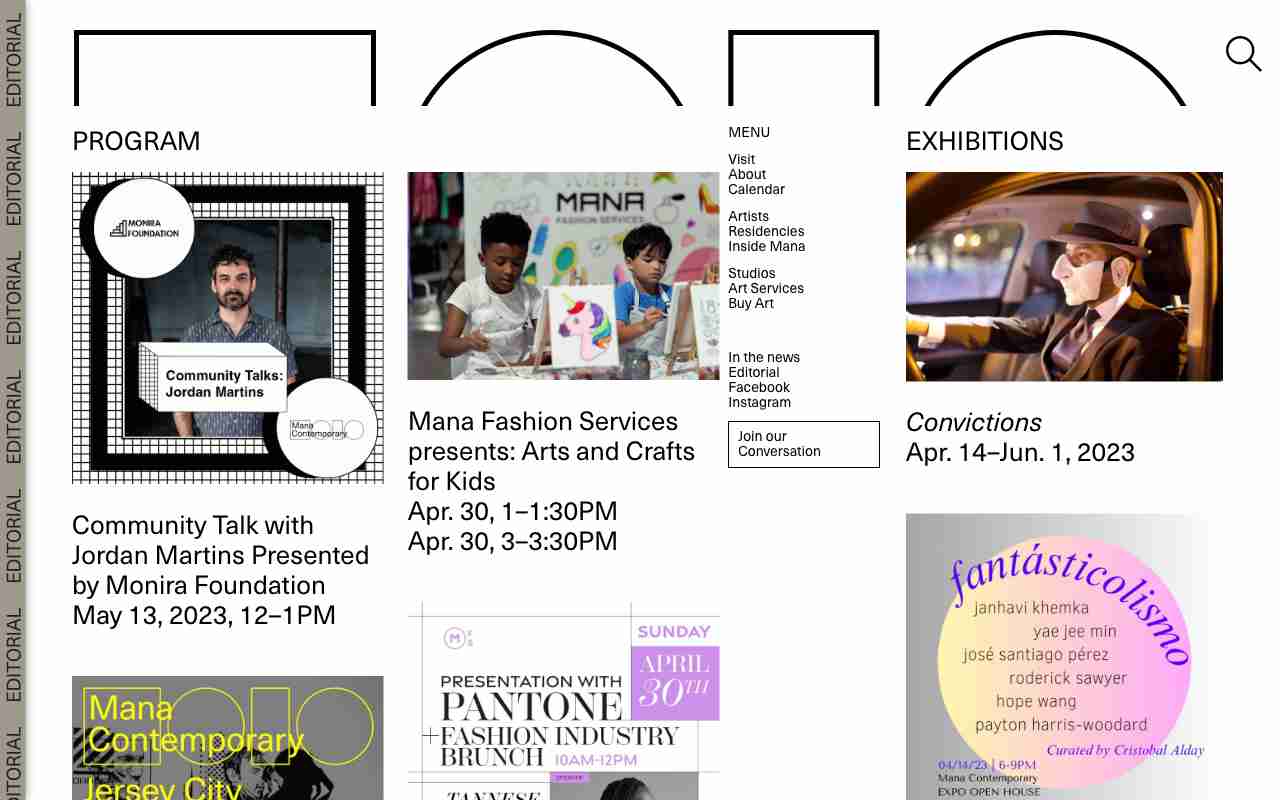 EDITORIAL
EDITORIAL
EDITORIAL
EDITORIAL
EDITORIAL
EDITORIAL
EDITORIAL
PROGRAM
MONIRA
FOUNDATION
Community Talks:
Jordan Martins
Mana
Contemporary
Community Talk with
Jordan Martins Presented
by Monira Foundation
May 13, 2023, 12–1PM
Mana
Contemporary
Jersey City
MANA
FASHION SERVICES
Mana Fashion Services
presents: Arts and Crafts
for Kids
Apr. 30, 1–1:30PM
Apr. 30, 3–3:30PM
M
SUNDAY
APRIL
30TH
PRESENTATION WITH
PANTONE
FASHION INDUSTRY
BRUNCH 10AM-12PM
SPEAKER
TANNESE
MENU
Visit
About
Calendar
Artists
Residencies
Inside Mana
Studios
Art Services
Buy Art
In the news
Editorial
Facebook
Instagram
Join our
Conversation
EXHIBITIONS
Convictions
Apr. 14–Jun. 1, 2023
fantásticolismo
janhavi khemka
yae jee min
josé santiago pérez
roderick sawyer
hope wang
payton harris-woodard
Curated by Cristobal Alday
04/14/23 | 6-9PM
Mana Contemporary
EXPO OPEN HOUSE